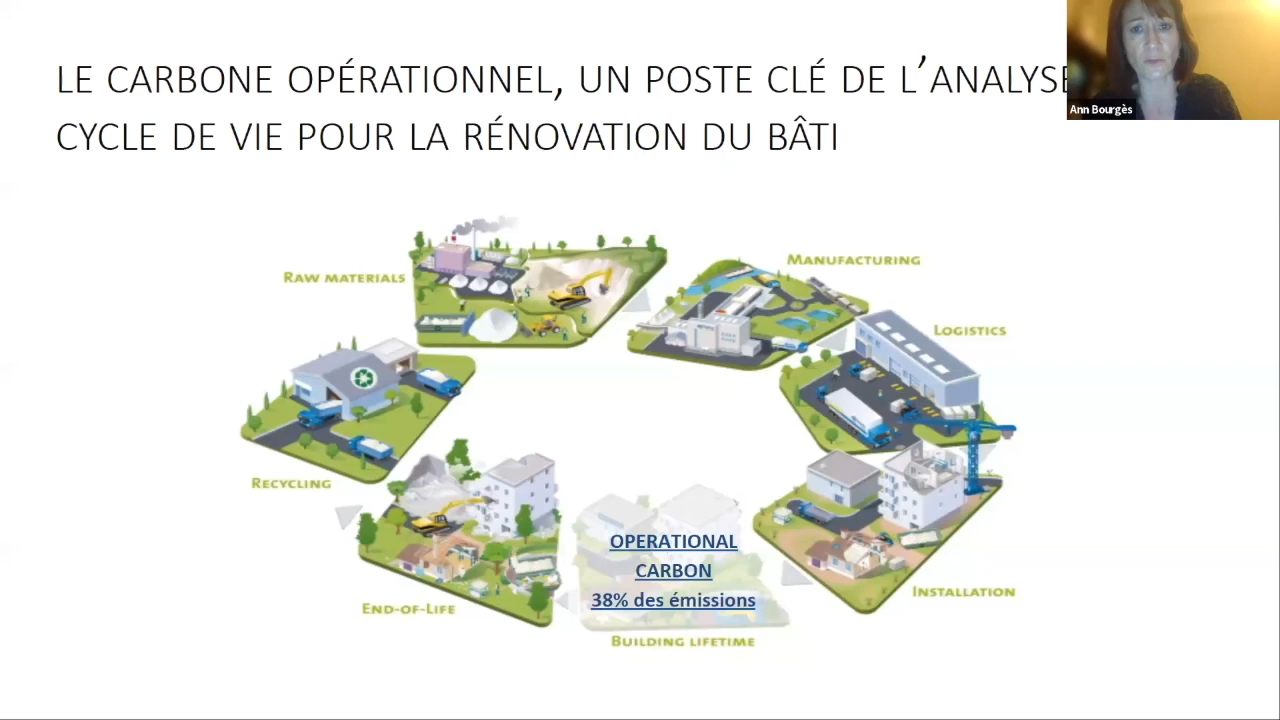 LE CARBONE OPÉRATIONNEL, UN POSTE CLÉ DE L’ANALYSE
CYCLE DE VIE POUR LA RÉNOVATION DU BÂTI
Ann Bourgès
RAW MATERIALS
MANUFACTURING
LOGISTICS
RECYCLING
OPERATIONAL
CARBON
38% des émissions
INSTALLATION
END-OF-LIFE
BUILDING LIFETIME